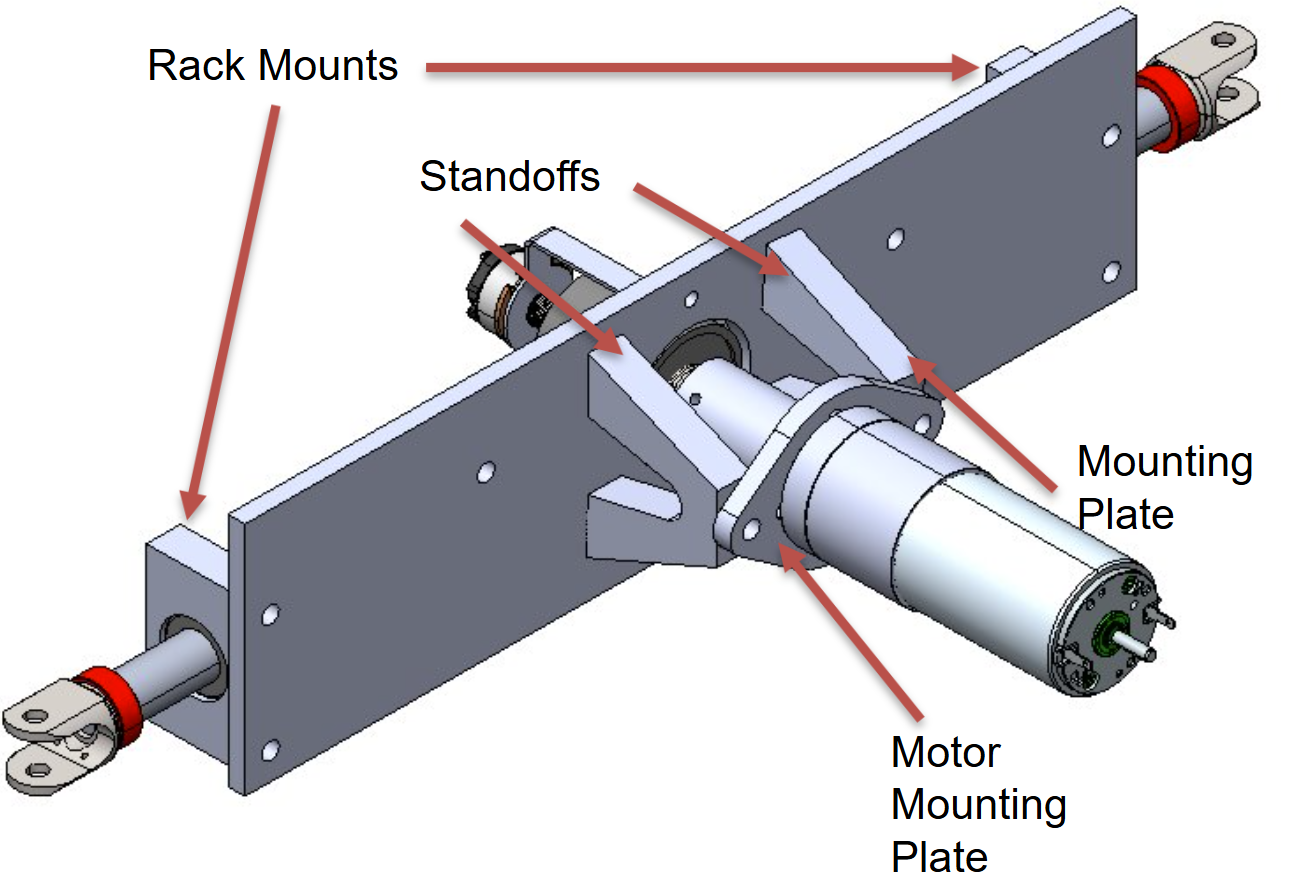 Rack Mounts
Standoffs
Mounting
Plate
Motor
Mounting
Plate